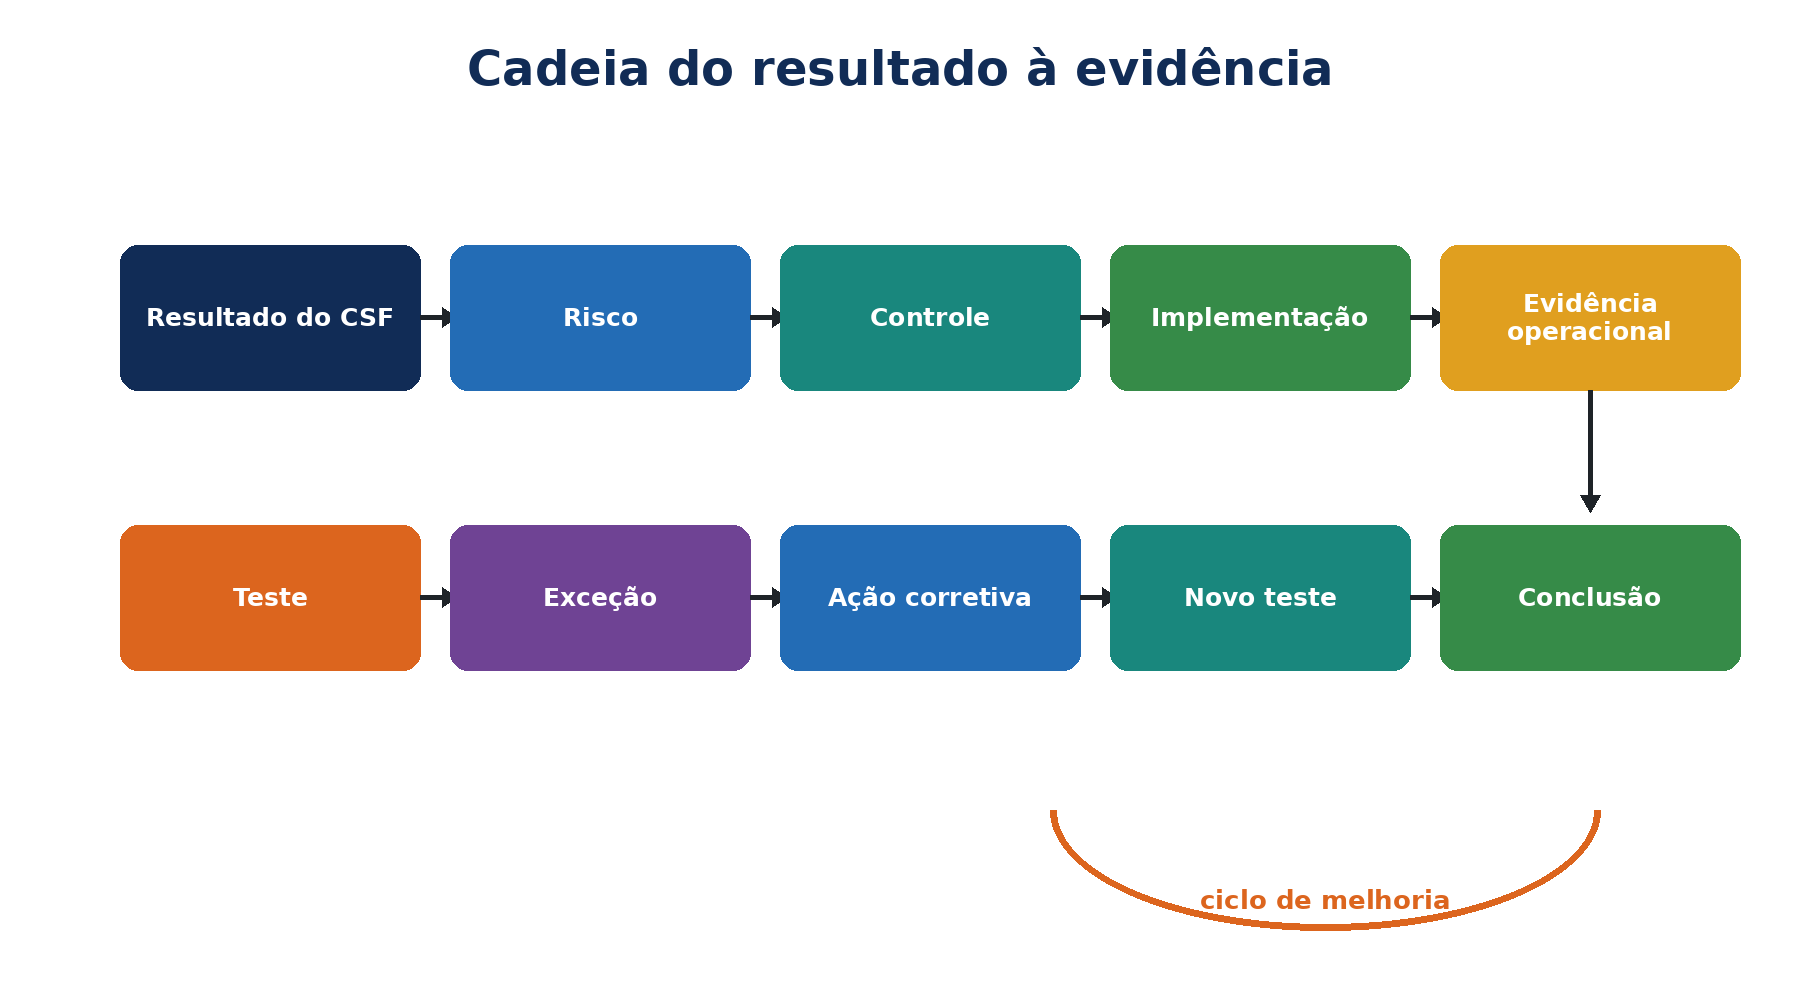 Cadeia do resultado à evidência
Resultado do CSF
Risco
Controle
Implementação
Evidência
operacional
Teste
Exceção
Ação corretiva
Novo teste
Conclusão
ciclo de melhoria